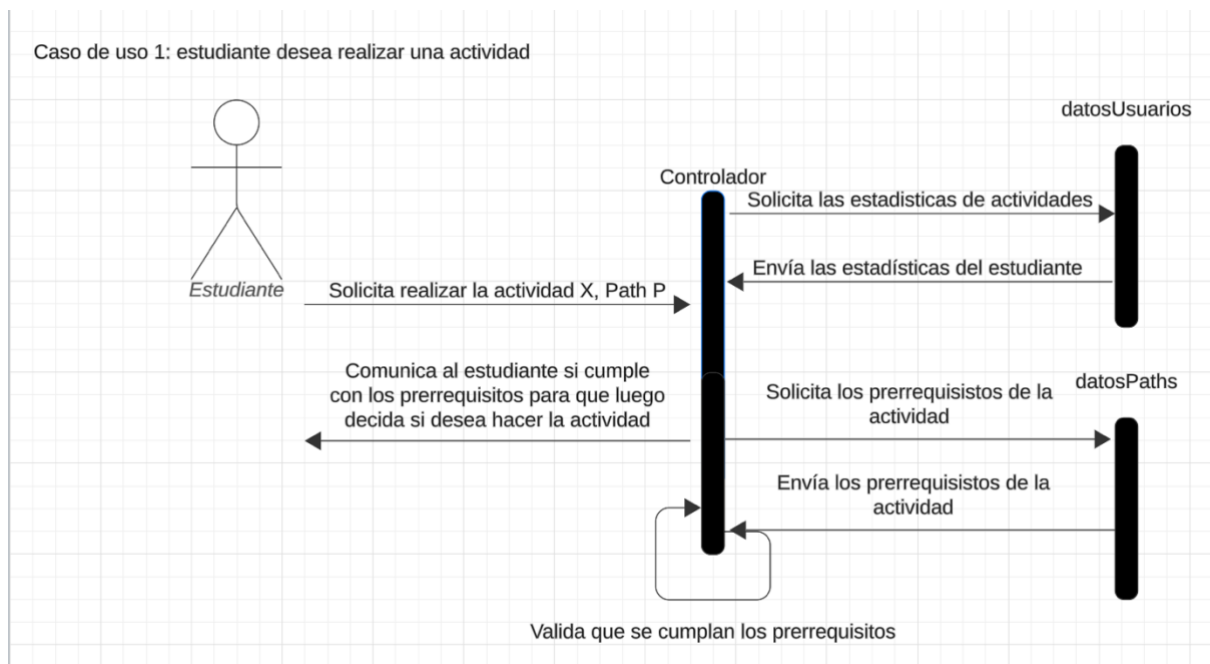 Caso de uso 1: estudiante desea realizar una actividad
datosUsuarios
Controlador
Solicita las estadisticas de actividades
Envía las estadísticas del estudiante
Estudiante
Solicita realizar la actividad X, Path P
Comunica al estudiante si cumple
con los prerrequisitos para que luego
decida si desea hacer la actividad
datosPaths
Solicita los prerrequisistos de la
actividad
Envía los prerrequisistos de la
actividad
Valida que se cumplan los prerrequisitos